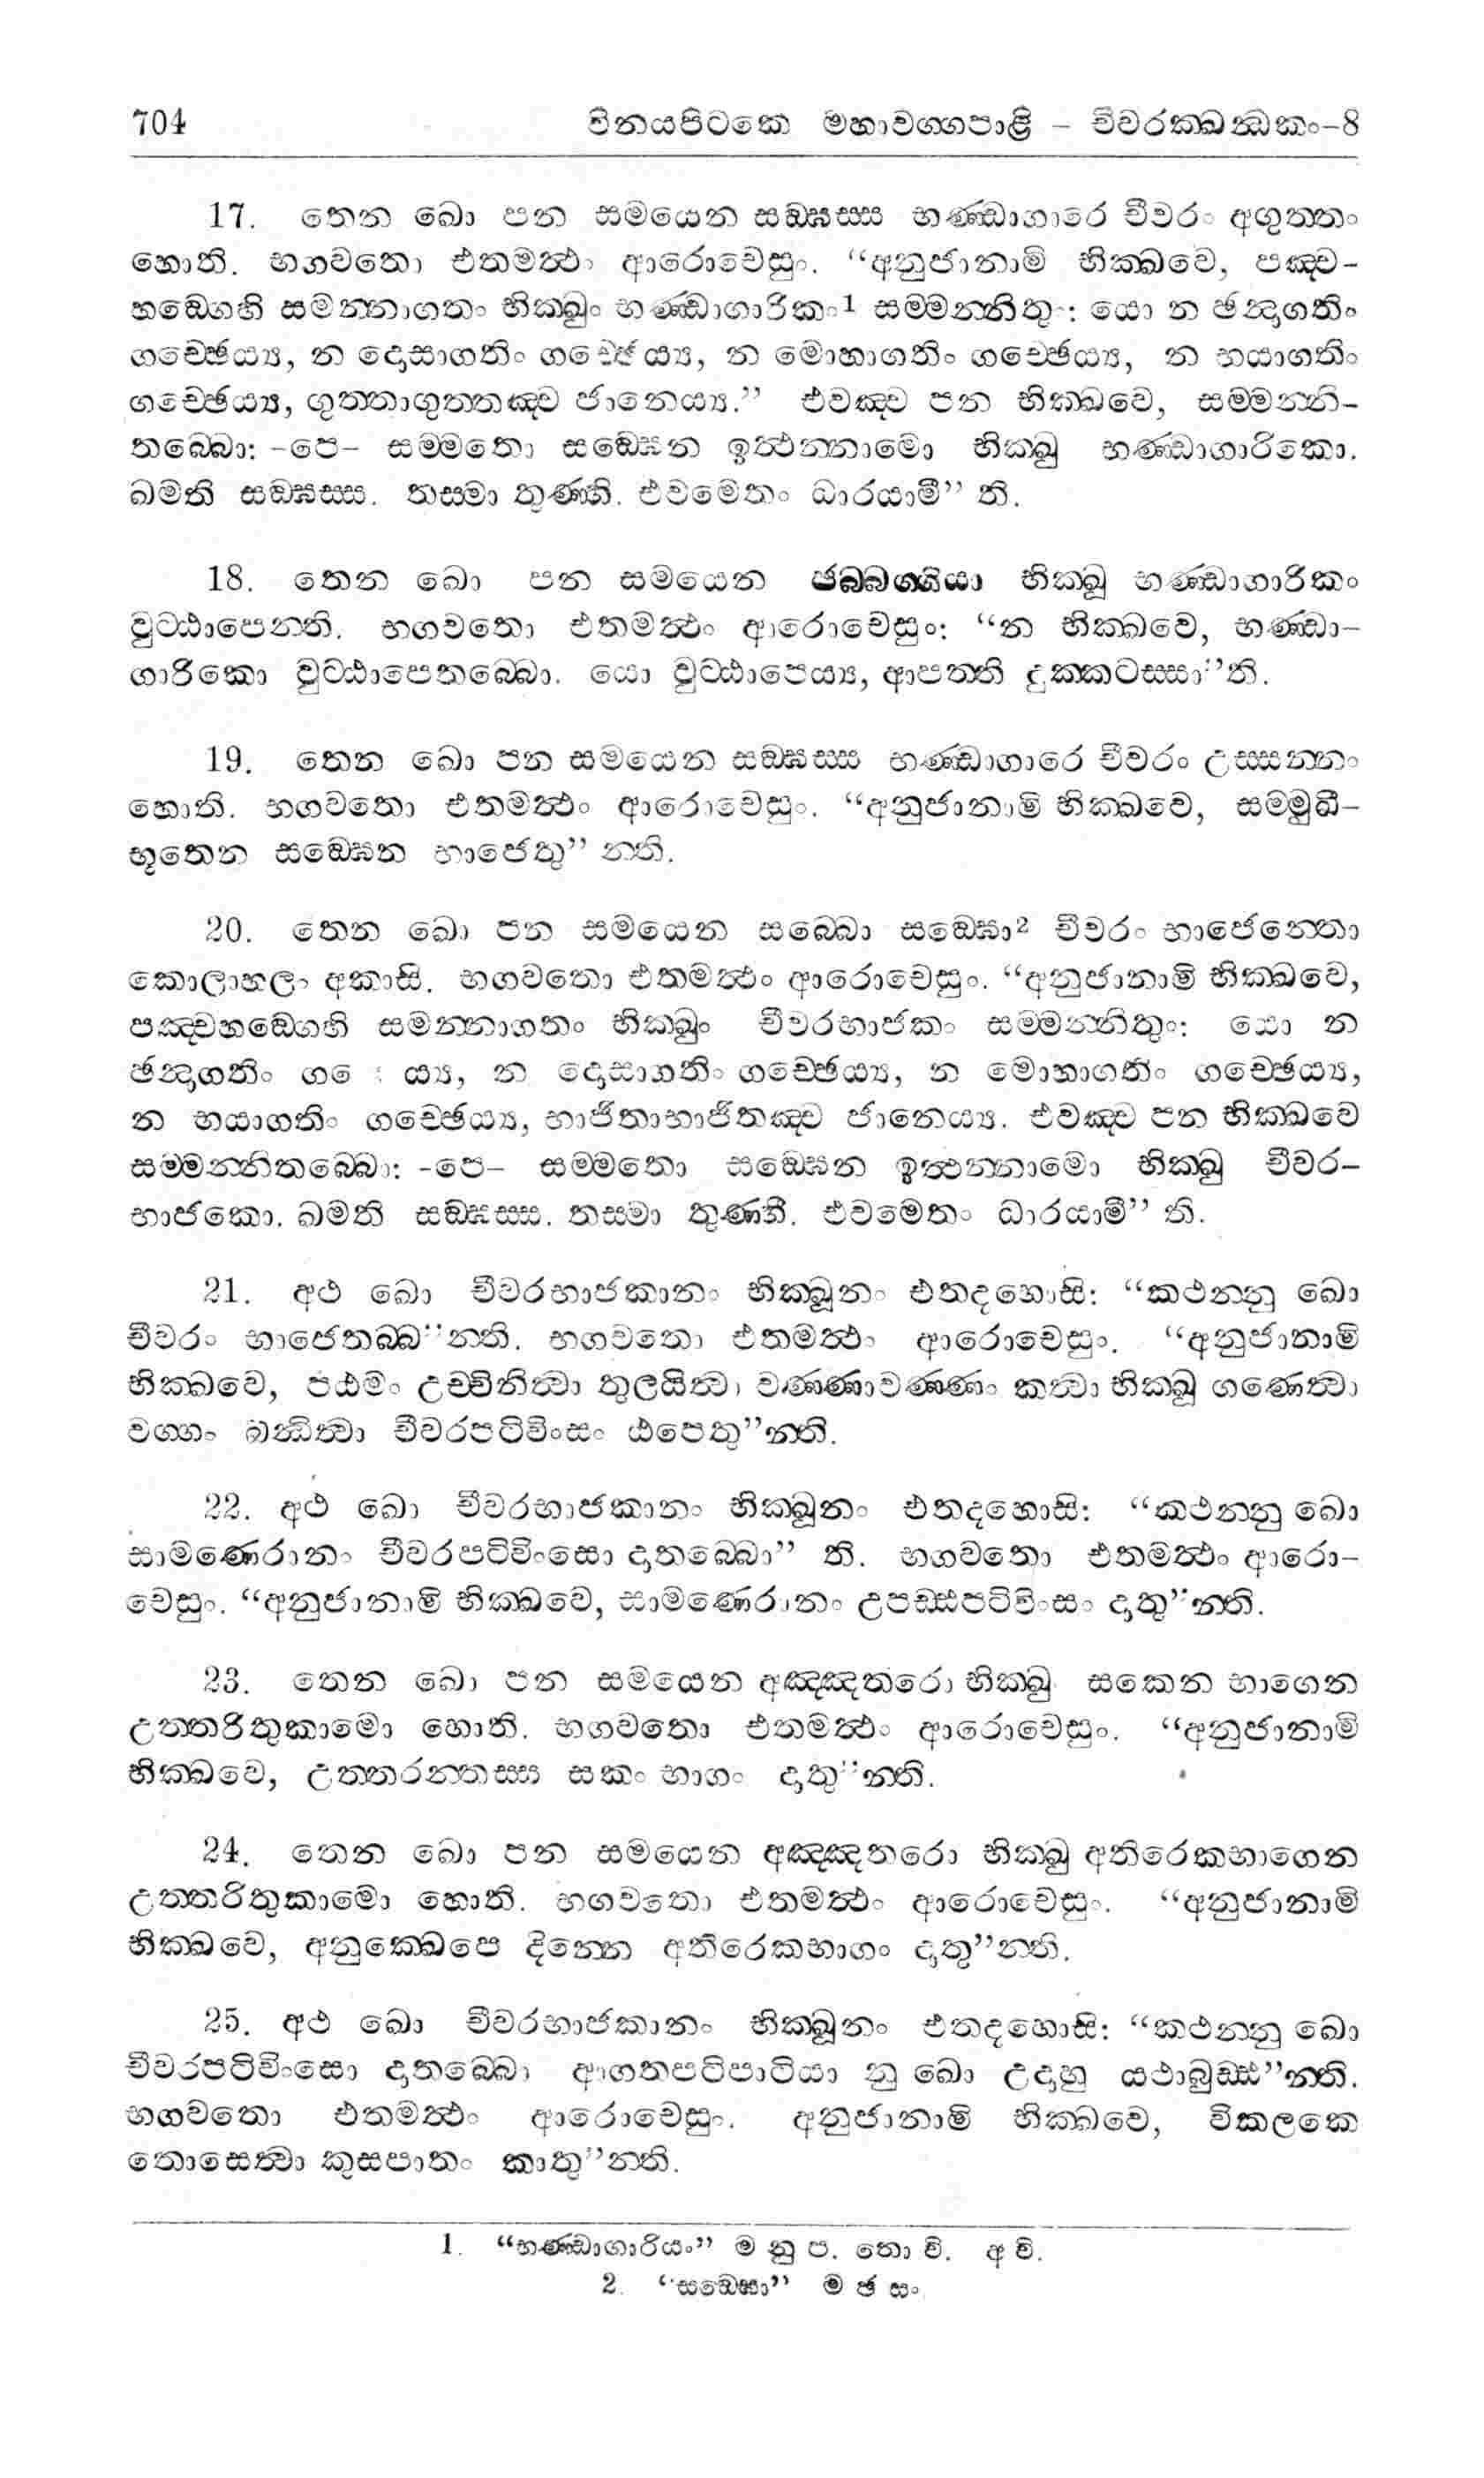 704 විනයපිටකෙ මහාවග්ගපාළි – චීවරක්ඛන්ධකං–8
17. තෙන ඛො පන සමයෙන සඞ්ඝස්ස භණ්ඩාගාරෙ චීවරං අගුත්තං
හොති. භගවතො එතමත්ථං ආරොචෙසුං. “අනුජානාමි භික්ඛවෙ, පඤ්ච-
හඞ්ගෙහි සමන්නාගතං භික්ඛුං භණ්ඩාගාරිකං1 සම්මන්නිතුං: යො න ඡන්දාගතිං
ගච්ඡෙය්‍ය, න දොසාගතිං ගච්ඡෙය්‍ය, න මොහාගතිං ගච්ඡෙය්‍ය, න භයාගතිං
ගච්ඡෙය්‍ය, ගුත්තාගුත්තඤ්ච ජානෙය්‍ය.” එවඤ්ච පන භික්ඛවෙ, සම්මන්නි-
තබ්බො: -පෙ- සම්මතො සඞ්ඝෙන ඉත්ථන්නාමො භික්ඛු භණ්ඩාගාරිකො.
ඛමති සඞ්ඝස්ස. තස්මා තුණ්හි. එවමෙතං ධාරයාමී” ති.
18. තෙන ඛො පන සමයෙන ඡබ්බග්ගියා භික්ඛූ භණ්ඩාගාරිකං
වුට්ඨාපෙන්ති. භගවතො එතමත්ථං ආරොචෙසුං: “න භික්ඛවෙ, භණ්ඩා-
ගාරිකො වුට්ඨාපෙතබ්බො. යො වුට්ඨාපෙය්‍ය, ආපත්ති දුක්කටස්සා”ති.
19. තෙන ඛො පන සමයෙන සඞ්ඝස්ස භණ්ඩාගාරෙ චීවරං උස්සන්නං
හොති. භගවතො එතමත්ථං ආරොචෙසුං. “අනුජානාමි භික්ඛවෙ, සම්මුඛී-
භූතෙන සඞ්ඝෙන භාජෙතු” න්ති.
20. තෙන ඛො පන සමයෙන සබ්බො සඞ්ඝො2 චීවරං භාජෙන්තො
කොලාහලං අකාසි. භගවතො එතමත්ථං ආරොචෙසුං. “අනුජානාමි භික්ඛවෙ,
පඤ්චහඞ්ගෙහි සමන්නාගතං භික්ඛුං චීවරභාජකං සම්මන්නිතුං: යො න
ඡන්දාගතිං න දොසාගතිං ගච්ඡෙය්‍ය, න මොහාගතිං ගච්ඡෙය්‍ය,
න භයාගතිං ගච්ඡෙය්‍ය, භාජිතාභාජිතඤ්ච ජානෙය්‍ය. එවඤ්ච පන භික්ඛවෙ
සම්මන්නිතබ්බො: -පෙ- සම්මතො සඞ්ඝෙන ඉත්ථන්නාමො භික්ඛු චීවර-
භාජකො. ඛමති සඞ්ඝස්ස. තස්මා තුණ්හී. එවමෙතං ධාරයාමී” ති.
21. අථ ඛො චීවරභාජකානං භික්ඛූනං එතදහොසි: “කථන්නු ඛො
චීවරං භාජෙතබ්බ”න්ති. භගවතො එතමත්ථං ආරොචෙසුං. “අනුජානාමි
භික්ඛවෙ, පඨමං උච්චිනිත්වා තුලයිත්වා වණ්ණාවණ්ණං කත්වා භික්ඛූ ගණෙත්වා
වග්ගං බන්ධිත්වා චීවරපටිවිංසං ඨපෙතු”න්ති.
22. අථ ඛො චීවරභාජකානං භික්ඛූනං එතදහොසි: “කථන්නු ඛො
සාමණෙරානං චීවරපටිවිංසො දාතබ්බො” ති. භගවතො එතමත්ථං ආරො-
චෙසුං. “අනුජානාමි භික්ඛවෙ, සාමණෙරානං උපඩ්ඪපටිවිංසං දාතු”න්ති.
23. තෙන ඛො පන සමයෙන අඤ්ඤතරො භික්ඛු සකෙන භාගෙන
උත්තරිතුකාමො හොති. භගවතො එතමත්ථං ආරොචෙසුං. “අනුජානාමි
භික්ඛවෙ, උත්තරන්තස්ස සකං භාගං දාතු”න්ති.
24. තෙන ඛො පන සමයෙන අඤ්ඤතරො භික්ඛු අතිරෙකභාගෙන
උත්තරිතුකාමො හොති. භගවතො එතමත්ථං ආරොචෙසුං. “අනුජානාමි
භික්ඛවෙ, අනුක්ඛෙපෙ දින්නෙ අතිරෙකභාගං දාතු”න්ති.
25. අථ ඛො චීවරභාජකානං භික්ඛූනං එතදහොසි: “කථන්නු ඛො
චීවරපටිවිංසො දාතබ්බො ආගතපටිපාටියා නු ඛො උදාහු යථාබුඩ්ඪ”න්ති.
භගවතො එතමත්ථං ආරොචෙසුං. අනුජානාමි භික්ඛවෙ, විකලකෙ
තොසෙත්වා කුසපාතං කාතු”න්ති.
1. “භණ්ඩාගාරියං” ම නු ප. තො වි. අ වි.
2. “සඞ්ඝො” ම ඡ සං